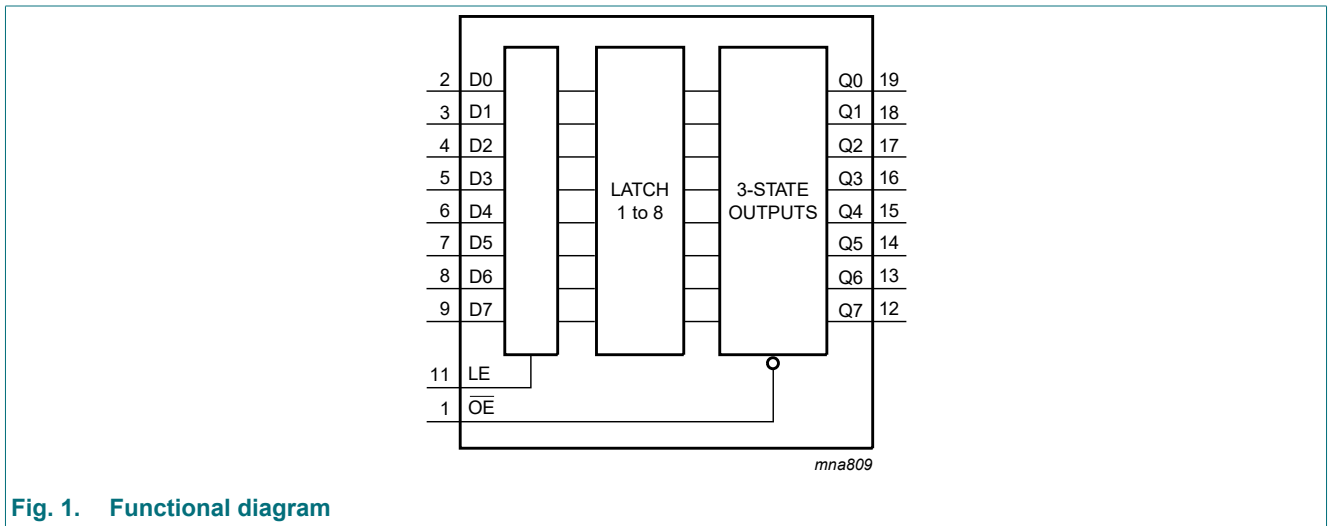 2 D0 Q0 19
3 D1 Q1 18
4 D2 Q2 17
5 D3 Q3 16
LATCH 3-STATE
1 to 8 OUTPUTS
6 D4 Q4 15
7 D5 Q5 14
8 D6 Q6 13
9 D7 Q7 12
11 LE
1 O̅E̅
mna809
Fig. 1. Functional diagram